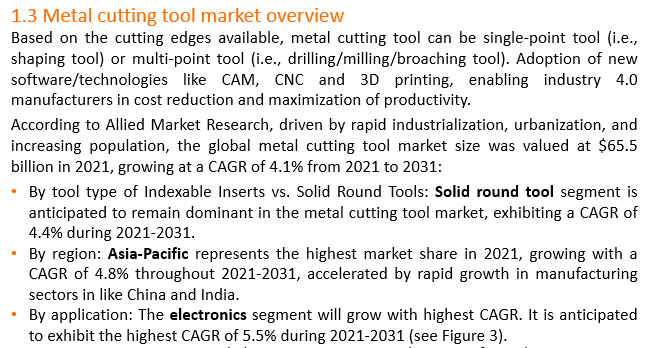 1.3 Metal cutting tool market overview
Based on the cutting edges available, metal cutting tool can be single-point tool (i.e.,
shaping tool) or multi-point tool (i.e., drilling/milling/broaching tool). Adoption of new
software/technologies like CAM, CNC and 3D printing, enabling industry 4.0
manufacturers in cost reduction and maximization of productivity.
According to Allied Market Research, driven by rapid industrialization, urbanization, and
increasing population, the global metal cutting tool market size was valued at $65.5
billion in 2021, growing at a CAGR of 4.1% from 2021 to 2031:
• By tool type of Indexable Inserts vs. Solid Round Tools: Solid round tool segment is
anticipated to remain dominant in the metal cutting tool market, exhibiting a CAGR of
4.4% during 2021-2031.
• By region: Asia-Pacific represents the highest market share in 2021, growing with a
CAGR of 4.8% throughout 2021-2031, accelerated by rapid growth in manufacturing
sectors in like China and India.
• By application: The electronics segment will grow with highest CAGR. It is anticipated
to exhibit the highest CAGR of 5.5% during 2021-2031 (see Figure 3).